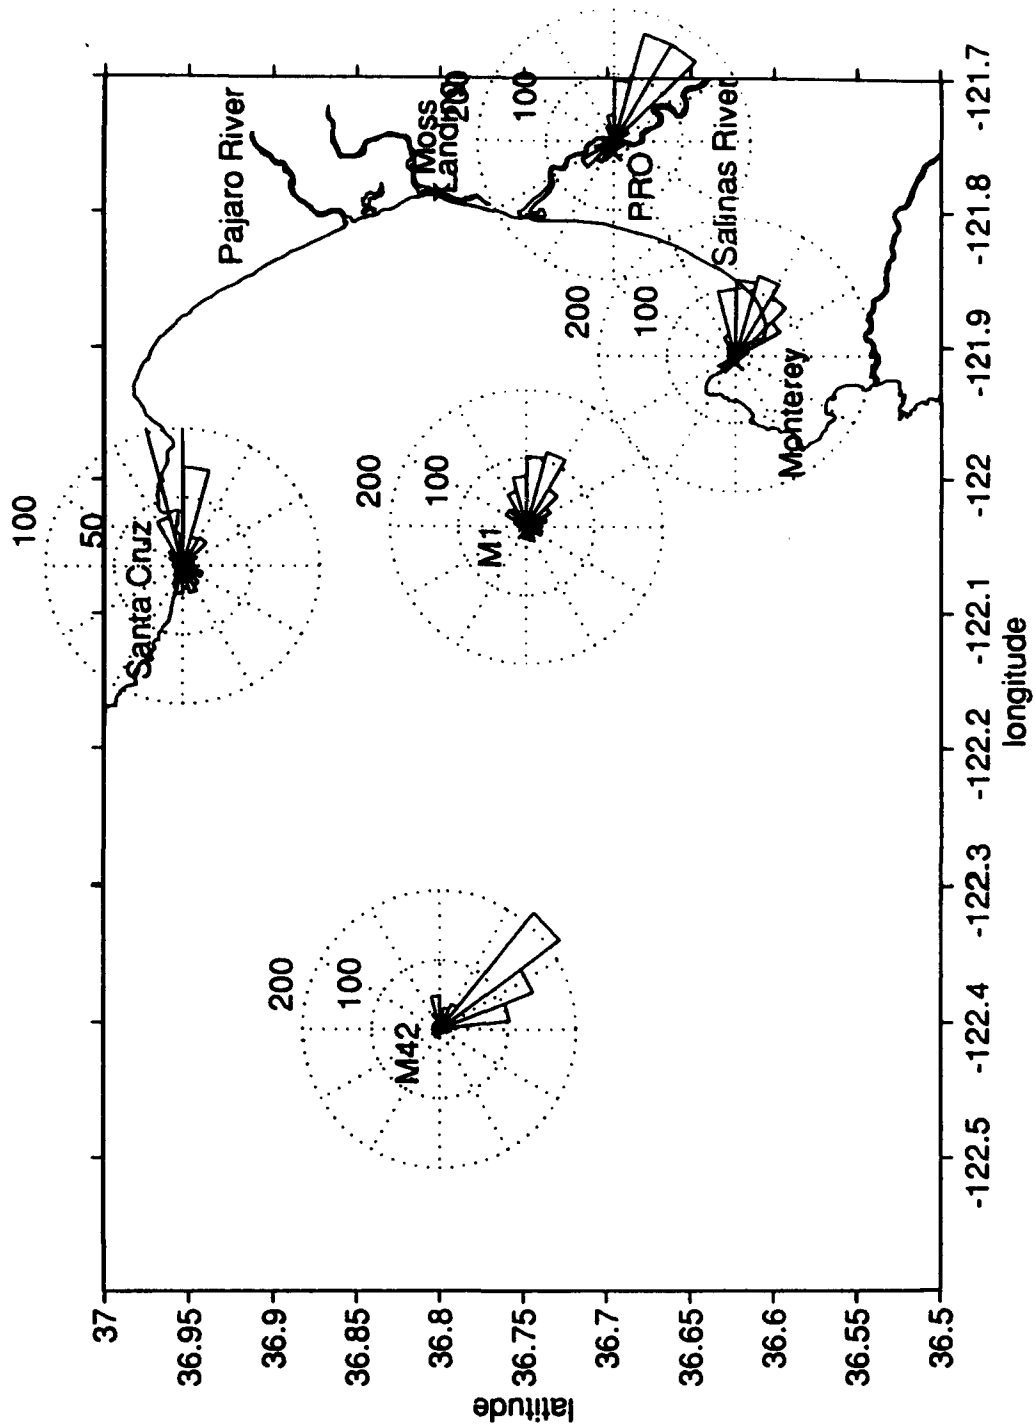 100
50
Santa Cruz
Pajaro River
Moss
Landing
200
100
200
100
M1
200
100
PRO
Salinas River
200
100
Monterey
200
100
M42
37
36.95
36.9
36.85
36.8
36.75
36.7
36.65
36.6
36.55
36.5
latitude
-122.5
-122.4
-122.3
-122.2
-122.1
-122
-121.9
-121.8
-121.7
longitude